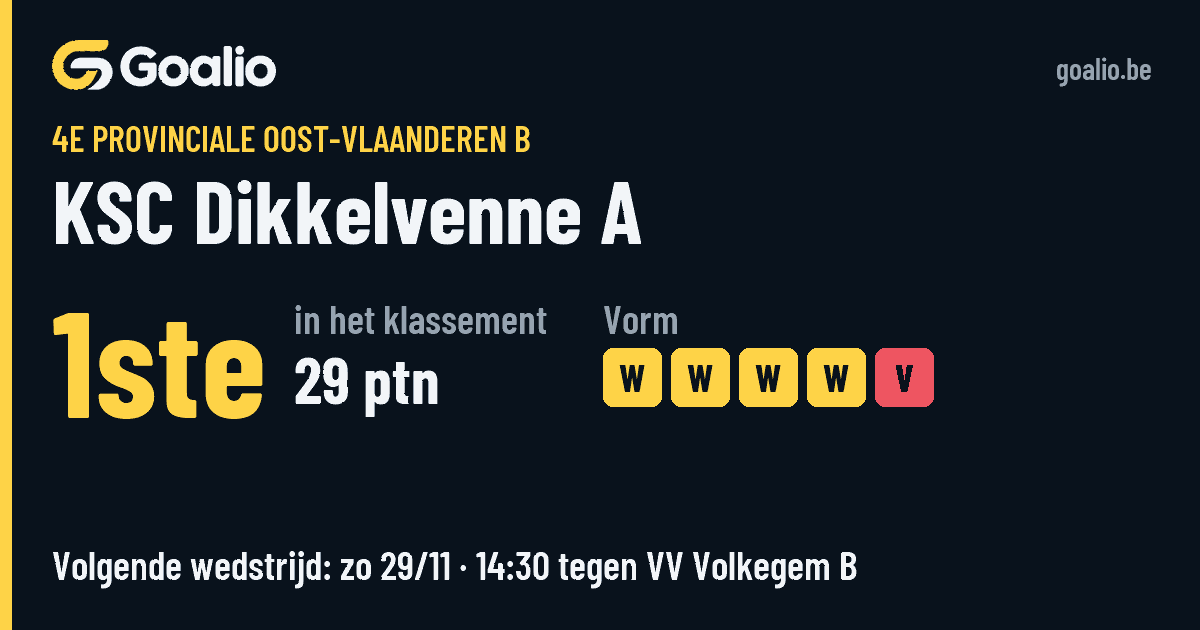 Goalio
goalio.be
4E PROVINCIALE OOST-VLAANDEREN B
KSC Dikkelvenne A
1ste
in het klassement
29 ptn
Vorm
W W W W V
Volgende wedstrijd: zo 29/11 · 14:30 tegen VV Volkegem B